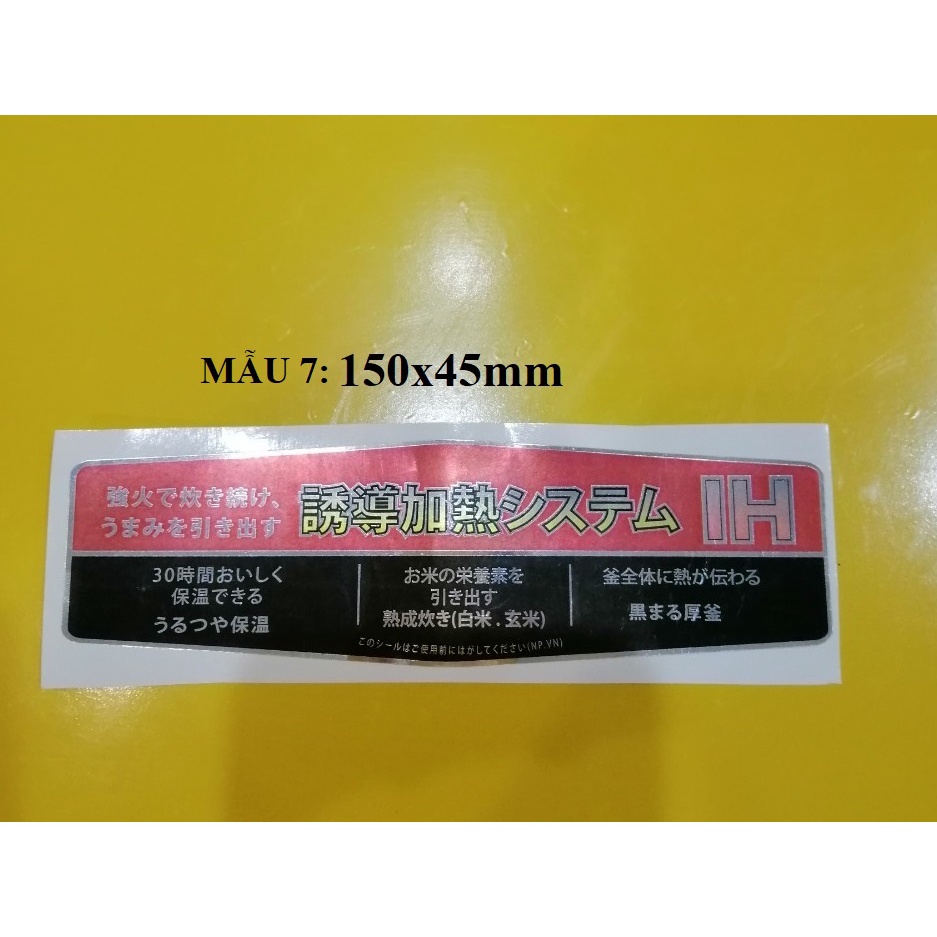 MẪU 7: 150x45mm
強火で炊き続け、
うまみを引き出す
誘導加熱システム IH
30時間おいしく
保温できる
うるつや保温
お米の栄養素を
引き出す
熟成炊き(白米 . 玄米)
釜全体に熱が伝わる
黒まる厚釜
このシールはご使用前にはがしてください(NP.VN)